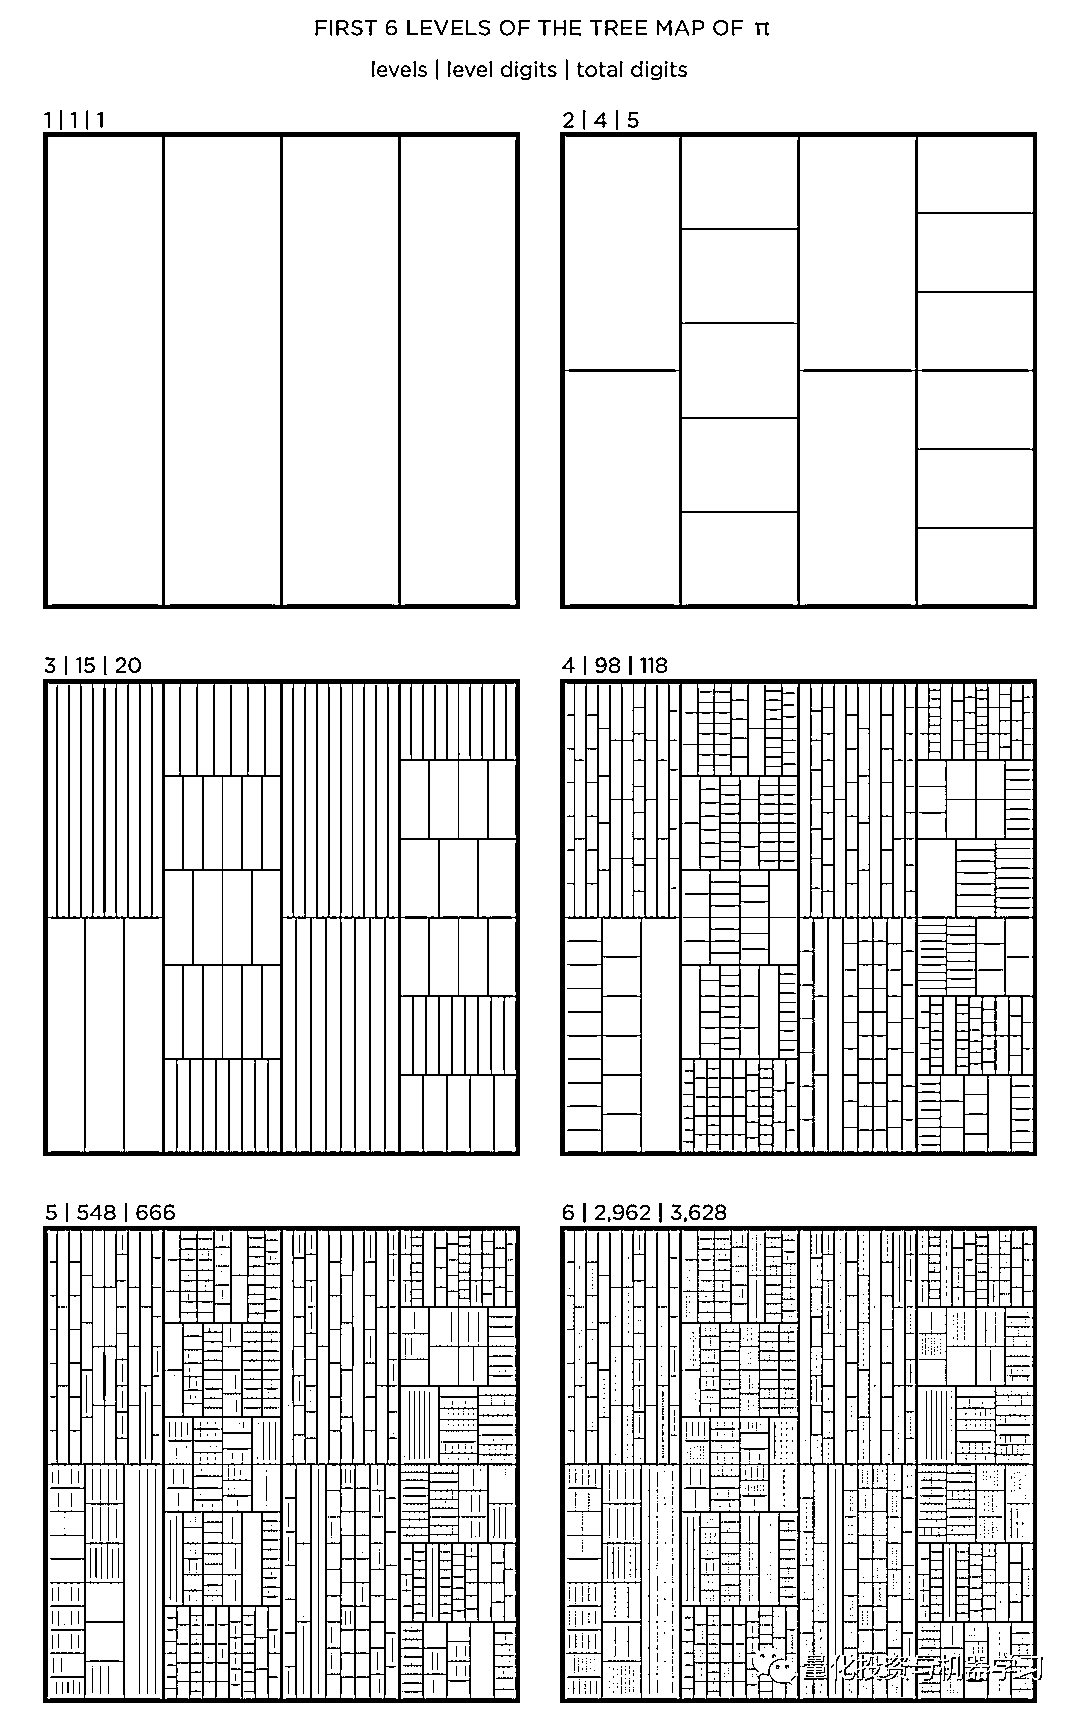 FIRST 6 LEVELS OF THE TREE MAP OF π
levels | level digits | total digits
1 | 1 | 1
2 | 4 | 5
3 | 15 | 20
4 | 98 | 118
5 | 548 | 666
6 | 2,962 | 3,628
量化投资与机器学习